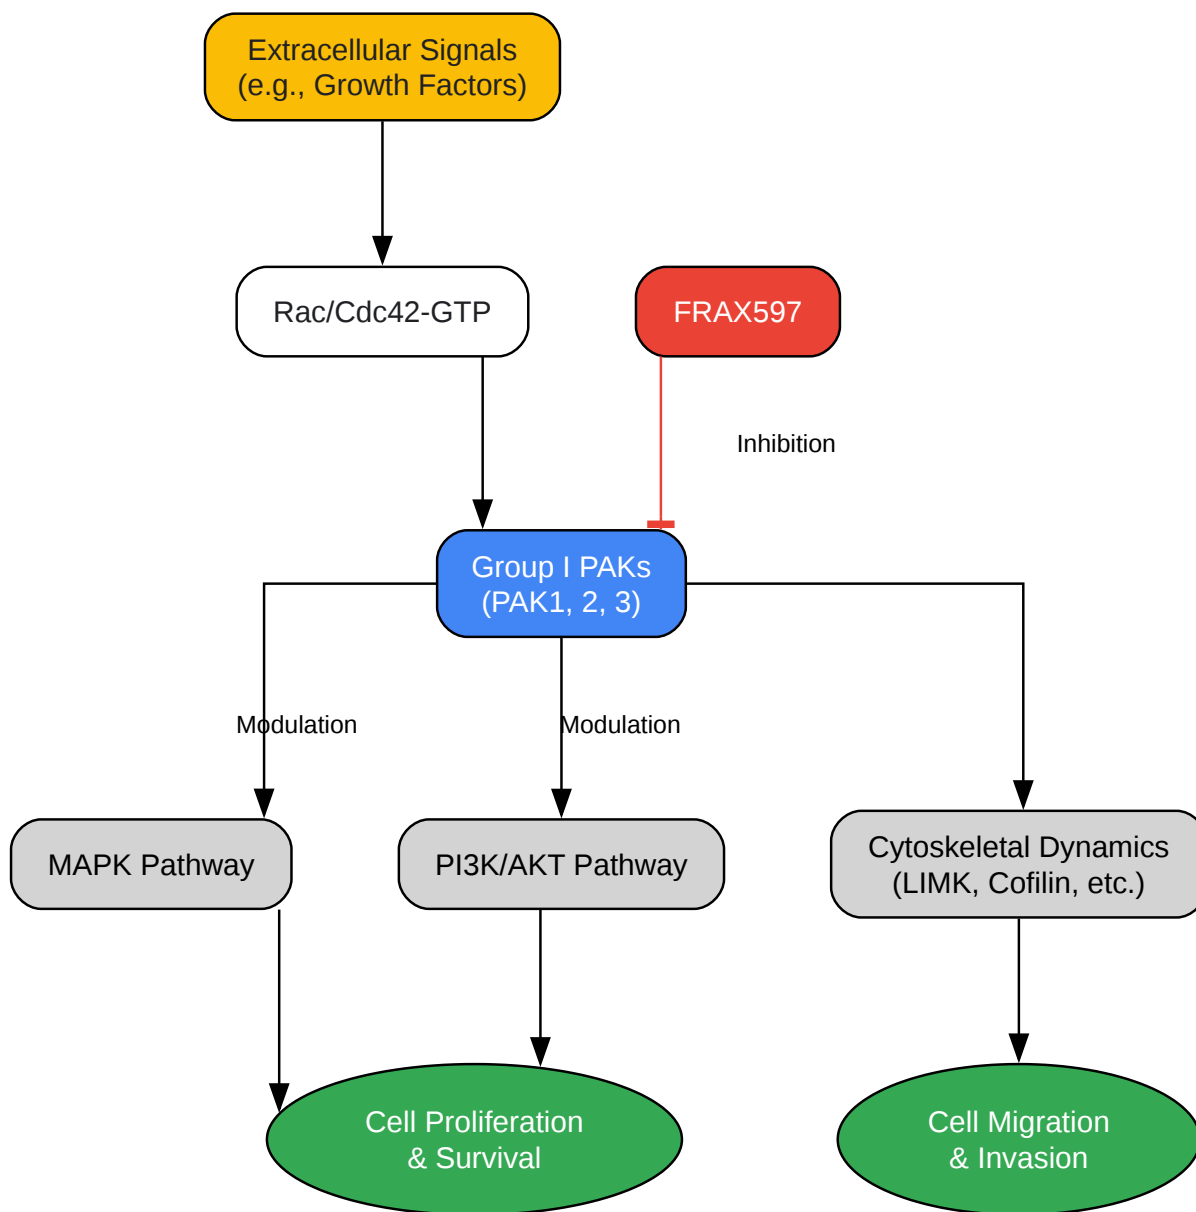 Extracellular Signals
(e.g., Growth Factors)
Rac/Cdc42-GTP
FRAX597
Inhibition
Group I PAKs
(PAK1, 2, 3)
Modulation
Modulation
MAPK Pathway
PI3K/AKT Pathway
Cytoskeletal Dynamics
(LIMK, Cofilin, etc.)
Cell Proliferation
& Survival
Cell Migration
& Invasion